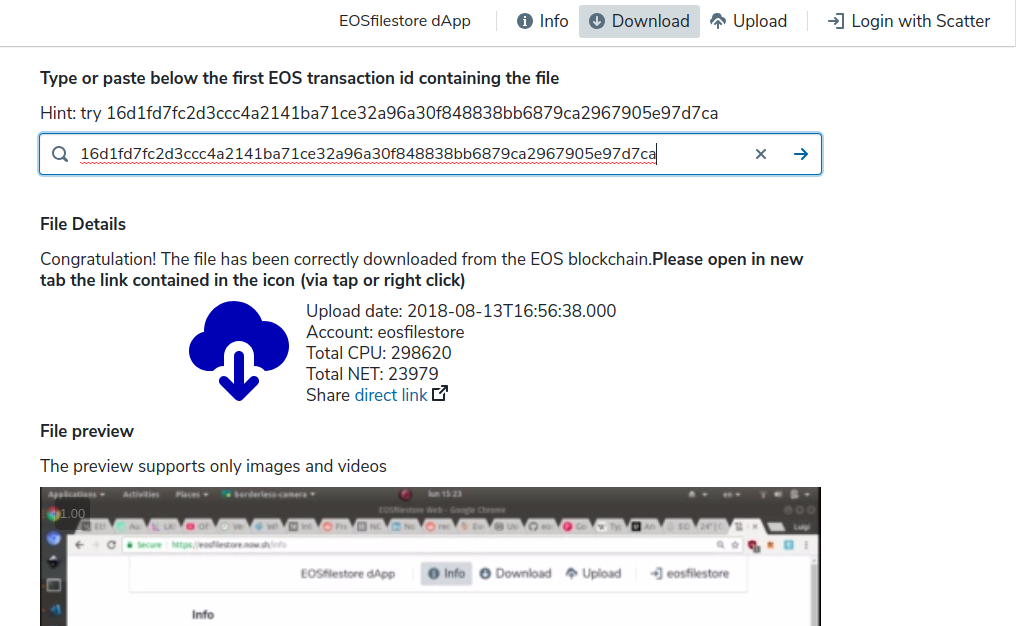 EOSfilestore dApp Info Download Upload Login with Scatter
Type or paste below the first EOS transaction id containing the file
Hint: try 16d1fd7fc2d3ccc4a2141ba71ce32a96a30f848838bb6879ca2967905e97d7ca
16d1fd7fc2d3ccc4a2141ba71ce32a96a30f848838bb6879ca2967905e97d7ca
File Details
Congratulation! The file has been correctly downloaded from the EOS blockchain.Please open in new
tab the link contained in the icon (via tap or right click)
Upload date: 2018-08-13T16:56:38.000
Account: eosfilestore
Total CPU: 298620
Total NET: 23979
Share direct link
File preview
The preview supports only images and videos
Applications Activities Places borderless-camera lun 15:23 en
1.00 EOSfilestore Web - Google Chrome
Luigi
Secure https://eosfilestore.now.sh/info
EOSfilestore dApp Info Download Upload eosfilestore
Info